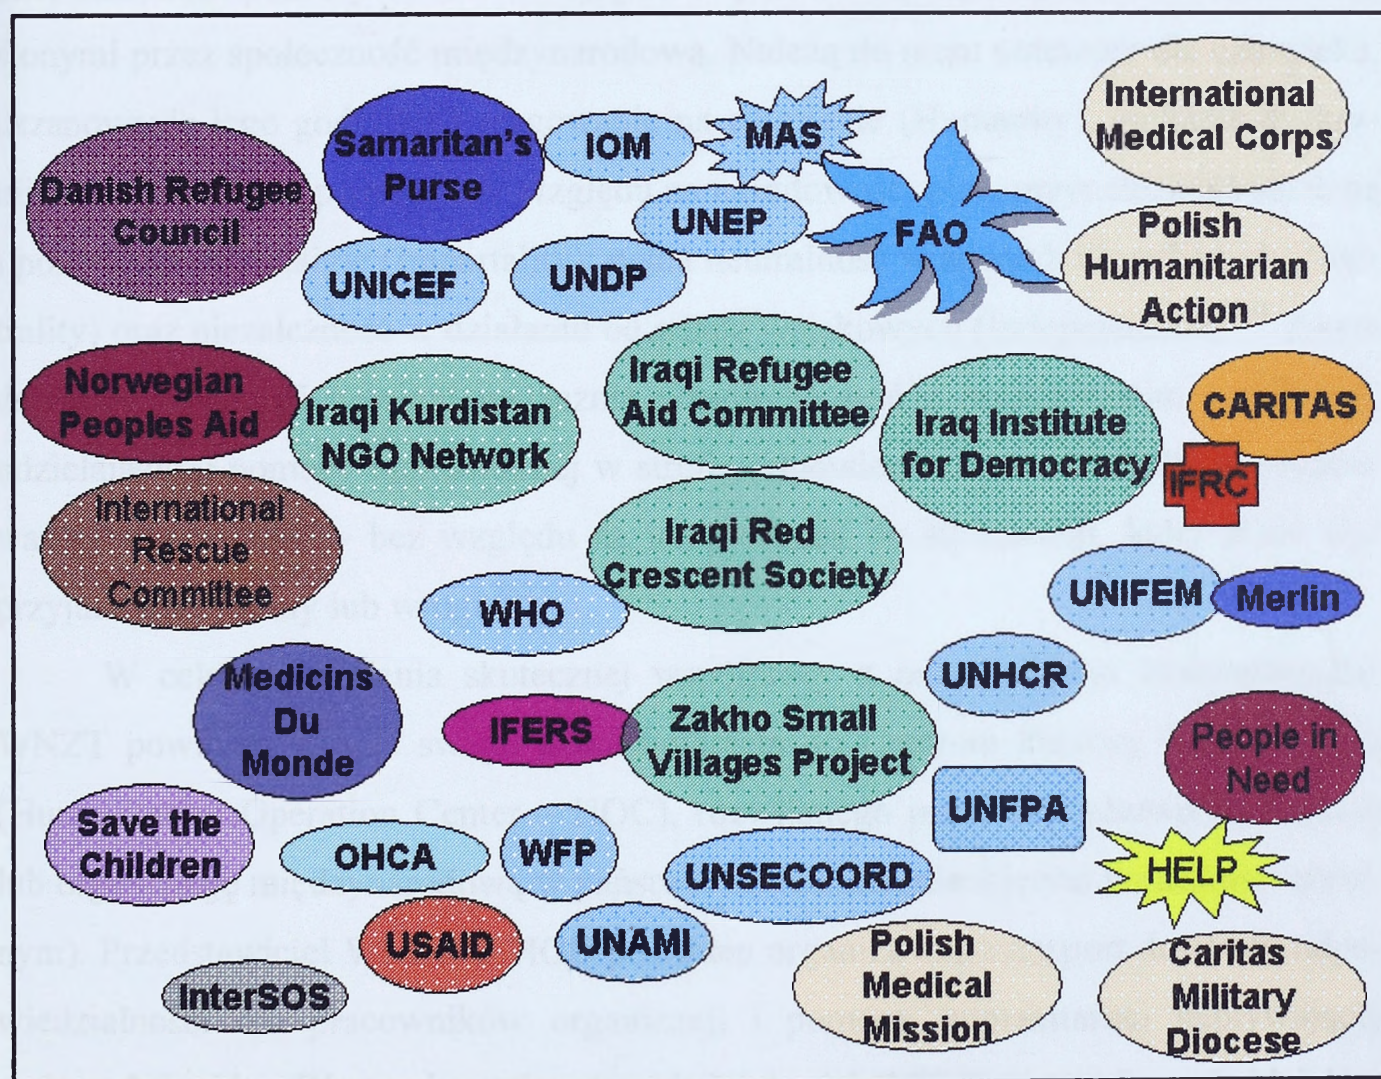 International
Medical Corps
Samaritan's
Purse
IOM
MAS
Danish Refugee
Council
UNEP
FAO
Polish
Humanitarian
Action
UNICEF
UNDP
Norwegian
Peoples Aid
Iraqi Kurdistan
NGO Network
Iraqi Refugee
Aid Committee
Iraq Institute
for Democracy
CARITAS
IFRC
International
Rescue
Committee
Iraqi Red
Crescent Society
WHO
UNIFEM
Merlin
Medicins
Du
Monde
IFERS
Zakho Small
Villages Project
UNHCR
People in
Need
UNFPA
Save the
Children
OHCA
WFP
UNSECOORD
HELP
USAID
UNAMI
InterSOS
Polish
Medical
Mission
Caritas
Military
Diocese